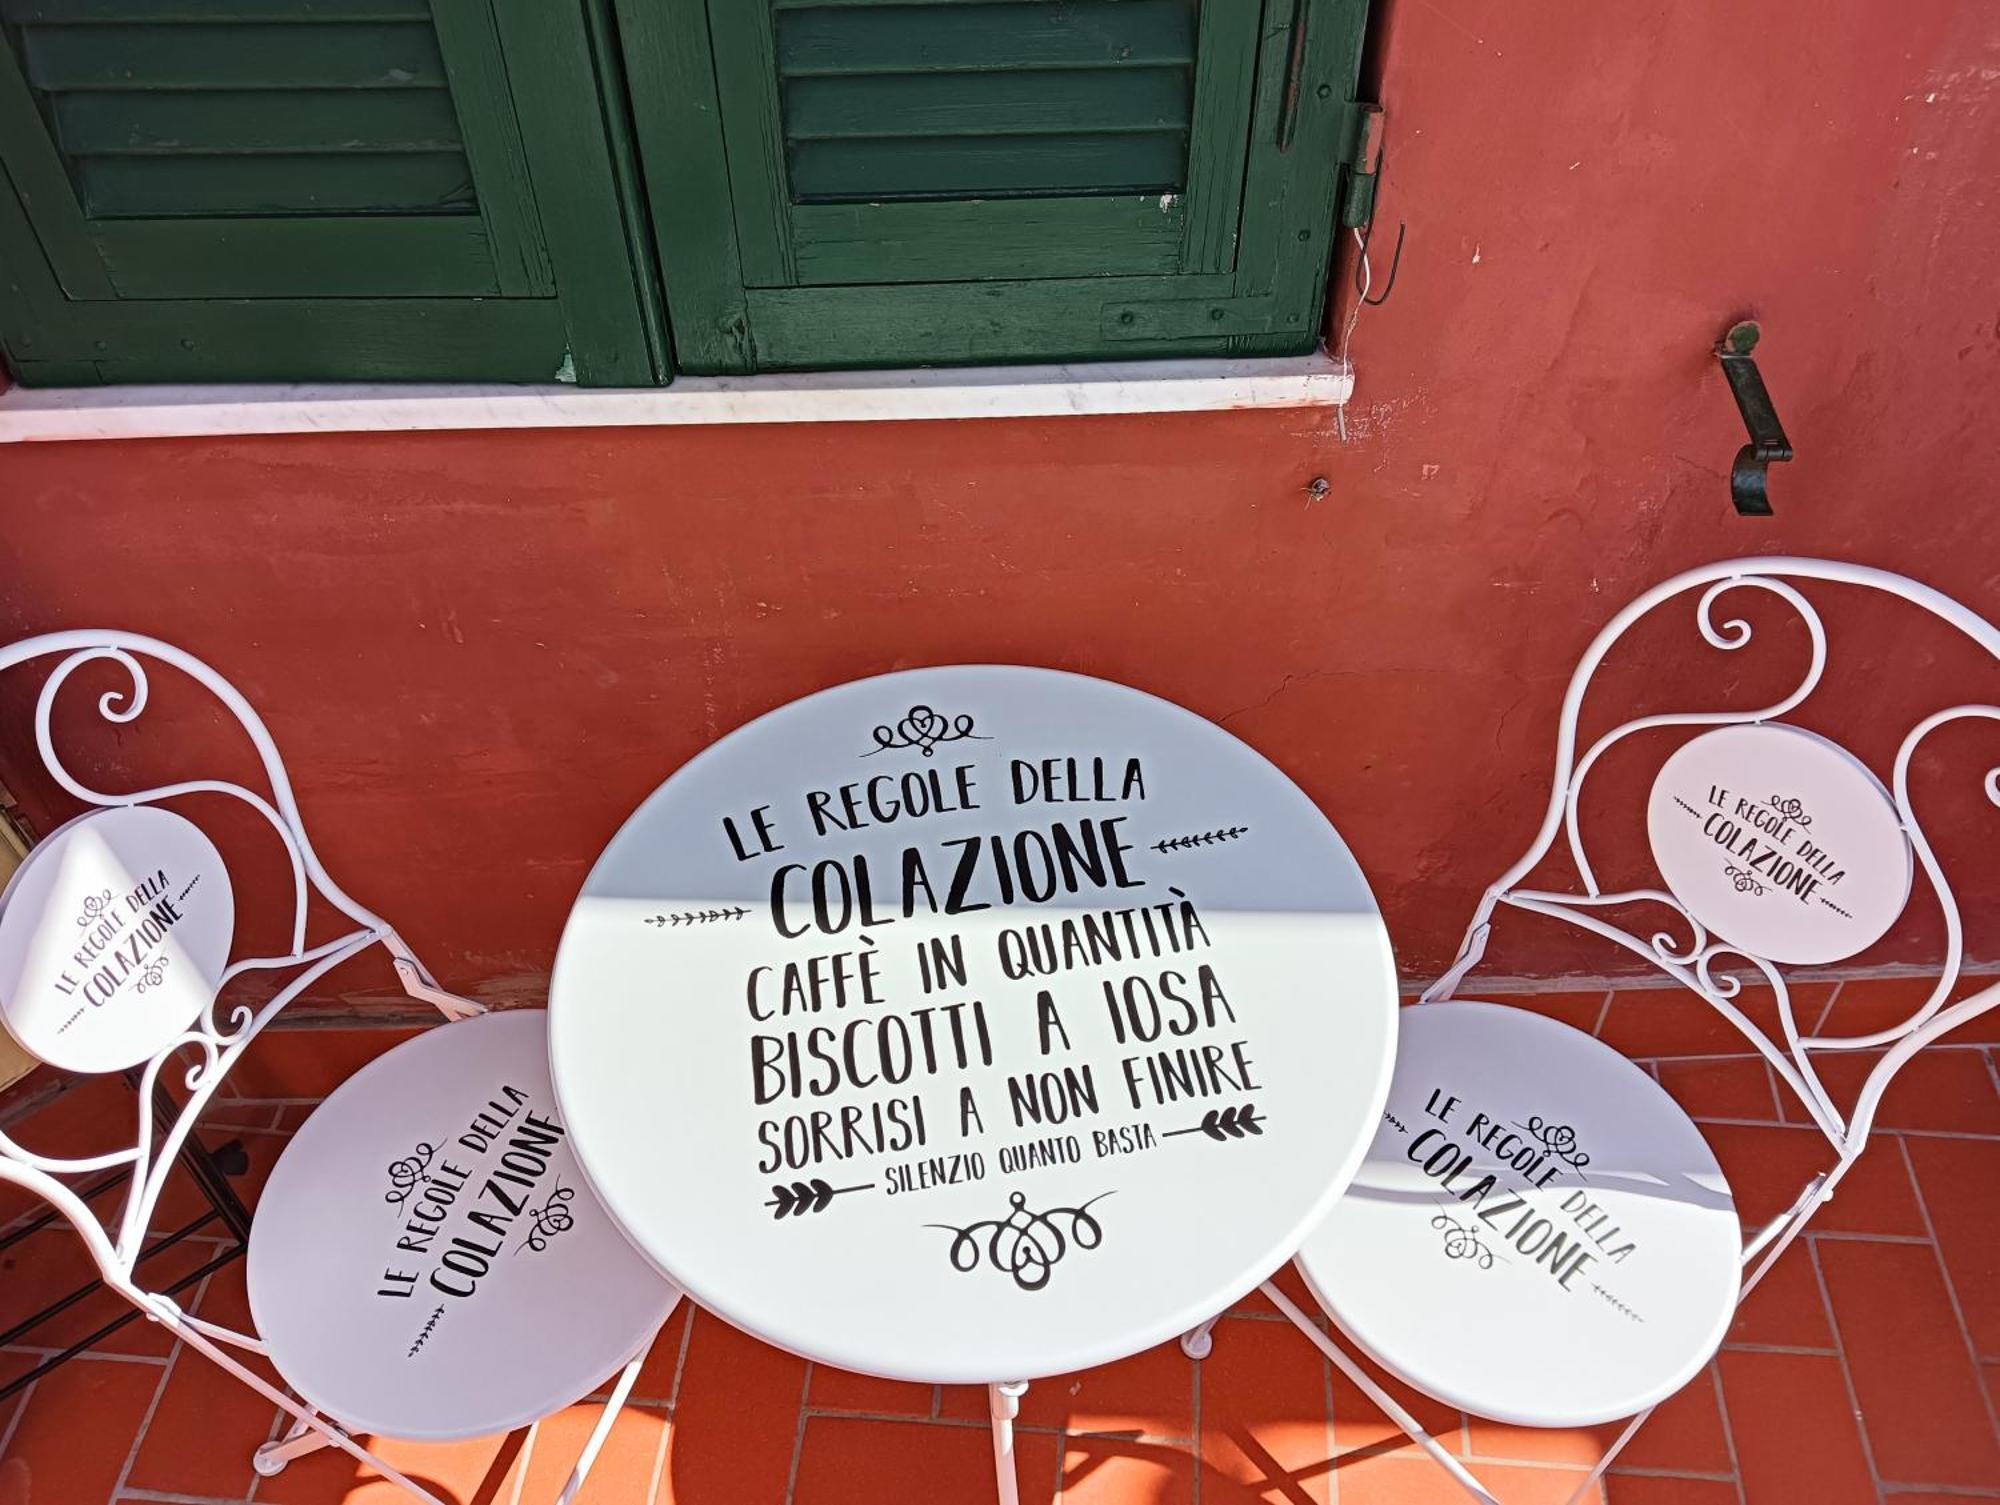 LE REGOLE DELLA
COLAZIONE
CAFFÈ IN QUANTITÀ
BISCOTTI A IOSA
SORRISI A NON FINIRE
SILENZIO QUANTO BASTA
LE REGOLE DELLA
COLAZIONE
LE REGOLE DELLA
COLAZIONE
LE REGOLE DELLA
COLAZIONE
LE REGOLE DELLA
COLAZIONE